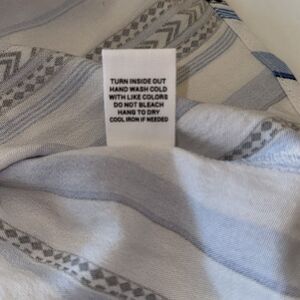 TURN INSIDE OUT
HAND WASH COLD
WITH LIKE COLORS
DO NOT BLEACH
HANG TO DRY
COOL IRON IF NEEDED